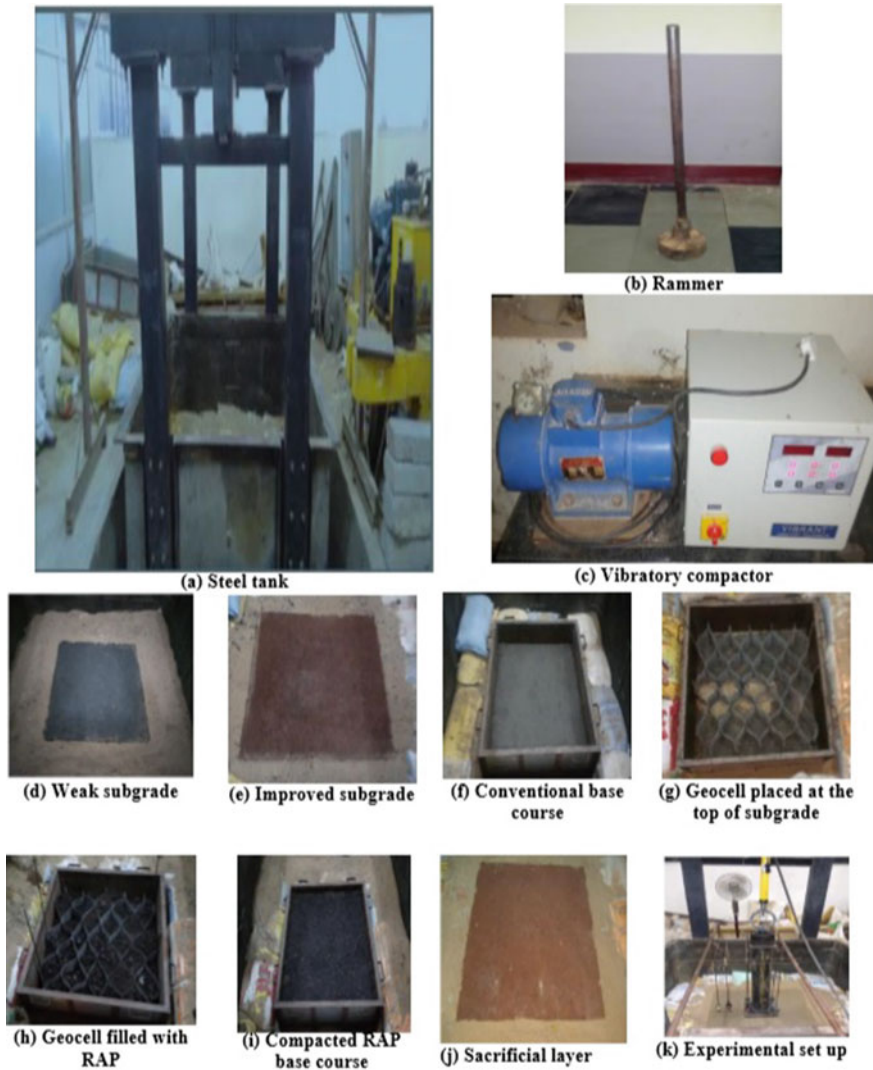 (b) Rammer
VIBRANT
(a) Steel tank
(c) Vibratory compactor
(d) Weak subgrade
(e) Improved subgrade
(f) Conventional base
course
(g) Geocell placed at the
top of subgrade
(h) Geocell filled with
RAP
(i) Compacted RAP
base course
(j) Sacrificial layer
(k) Experimental set up